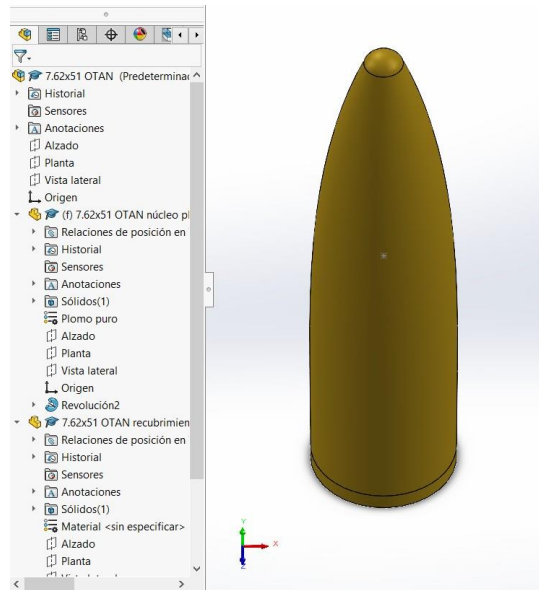 7.62x51 OTAN (Predeterminac
Historial
Sensores
Anotaciones
Alzado
Planta
Vista lateral
Origen
(f) 7.62x51 OTAN núcleo pl
Relaciones de posición en
Historial
Sensores
Anotaciones
Sólidos(1)
Plomo puro
Alzado
Planta
Vista lateral
Origen
Revolución2
7.62x51 OTAN recubrimien
Relaciones de posición en
Historial
Sensores
Anotaciones
Sólidos(1)
Material <sin especificar>
Alzado
Planta
Y
X
Z